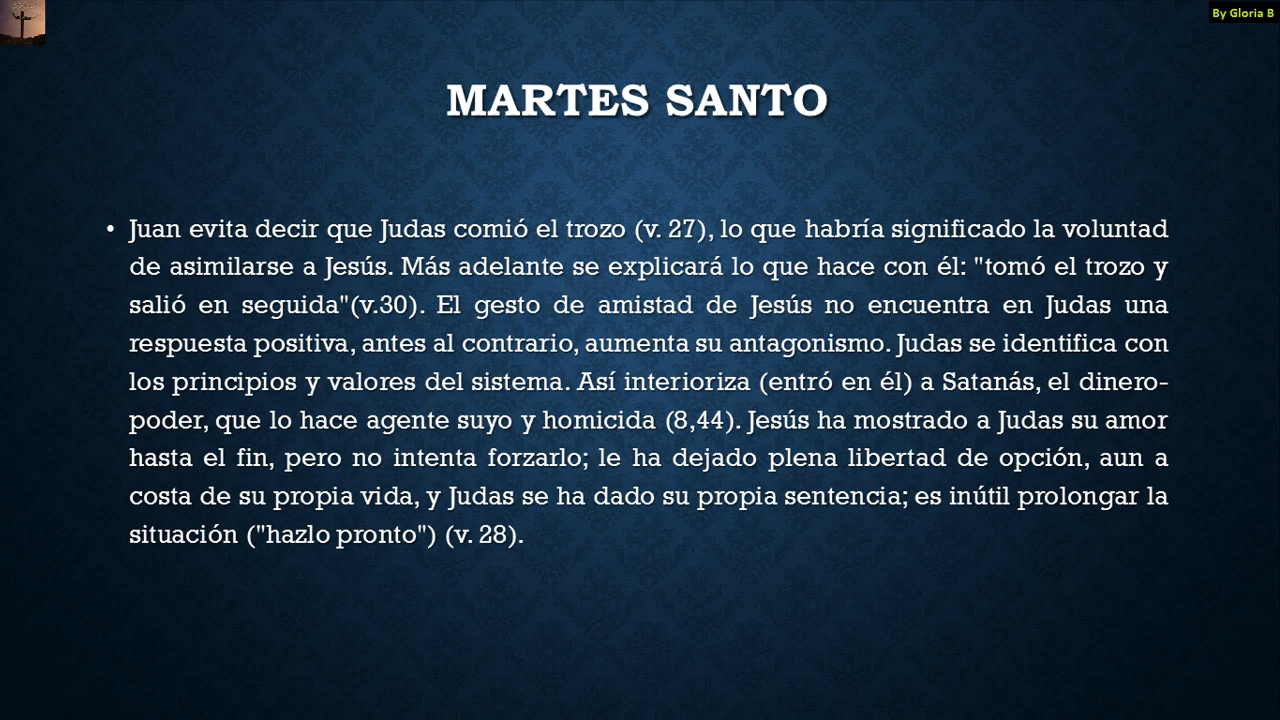 By Gloria B
MARTES SANTO
• Juan evita decir que Judas comió el trozo (v. 27), lo que habría significado la voluntad
de asimilarse a Jesús. Más adelante se explicará lo que hace con él: "tomó el trozo y
salió en seguida"(v.30). El gesto de amistad de Jesús no encuentra en Judas una
respuesta positiva, antes al contrario, aumenta su antagonismo. Judas se identifica con
los principios y valores del sistema. Así interioriza (entró en él) a Satanás, el dinero-
poder, que lo hace agente suyo y homicida (8,44). Jesús ha mostrado a Judas su amor
hasta el fin, pero no intenta forzarlo; le ha dejado plena libertad de opción, aun a
costa de su propia vida, y Judas se ha dado su propia sentencia; es inútil prolongar la
situación ("hazlo pronto") (v. 28).